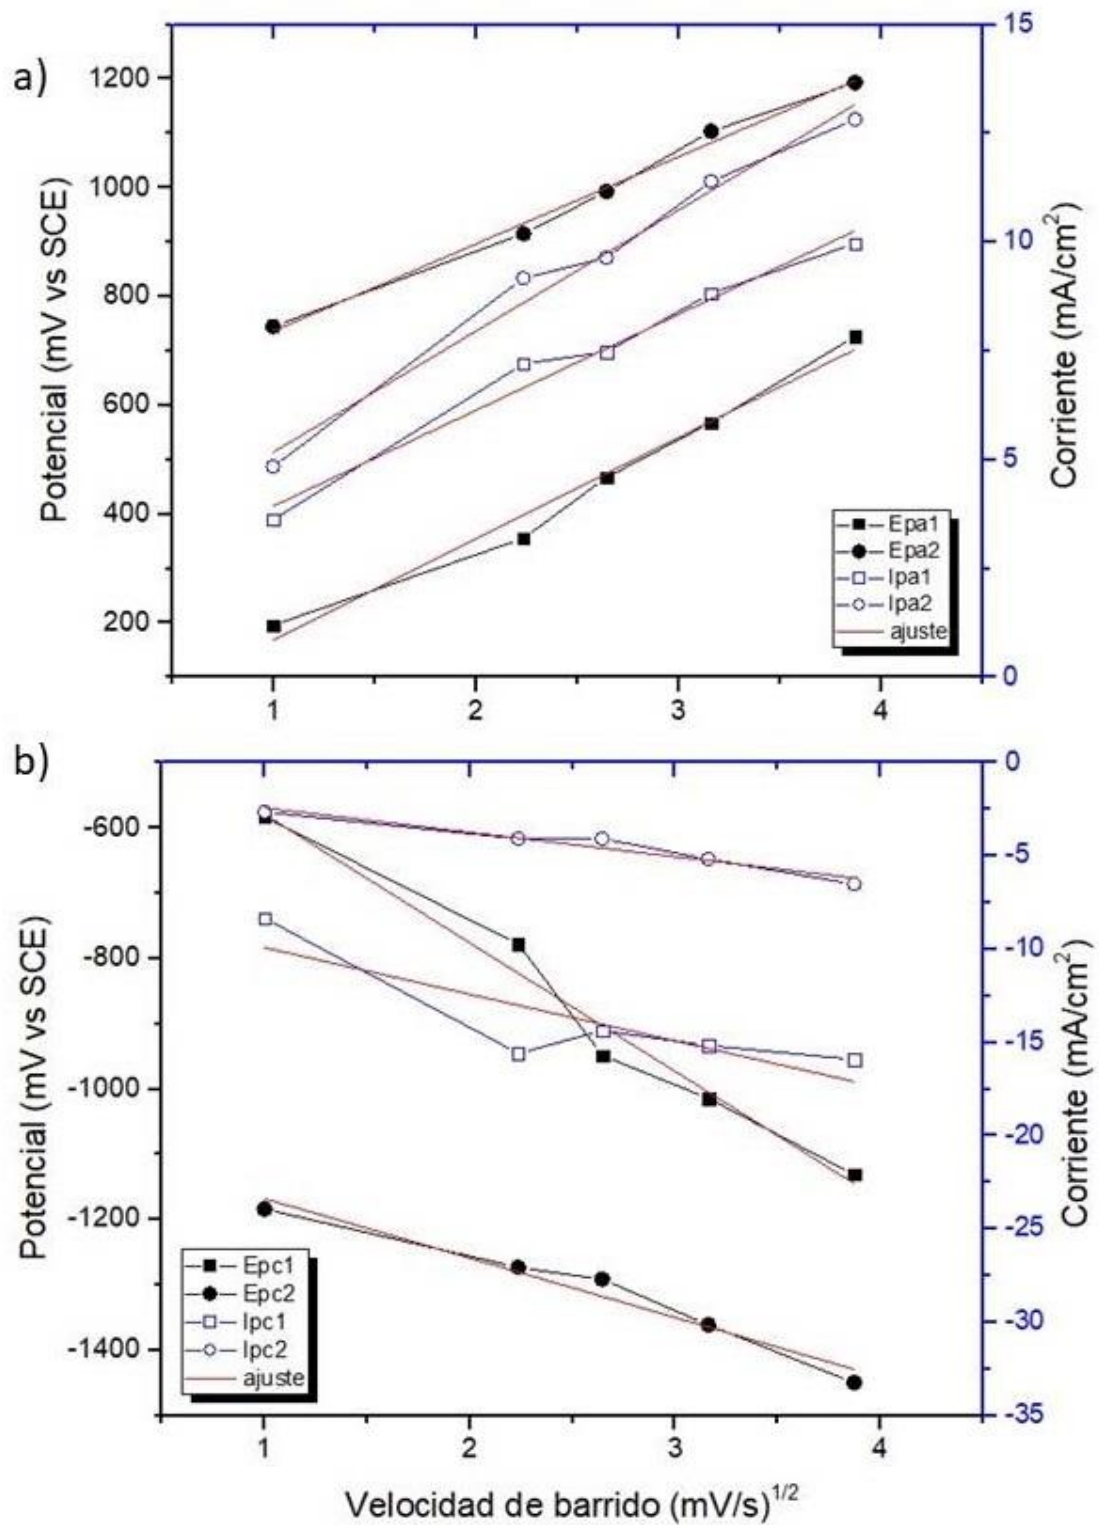 a)
Potencial (mV vs SCE)
1200
1000
800
600
400
200
15
10
5
0
Corriente (mA/cm²)
Epa1
Epa2
Ipa1
Ipa2
ajuste
1 2 3 4
b)
Potencial (mV vs SCE)
-600
-800
-1000
-1200
-1400
0
-5
-10
-15
-20
-25
-30
-35
Corriente (mA/cm²)
Epc1
Epc2
Ipc1
Ipc2
ajuste
1 2 3 4
Velocidad de barrido (mV/s)^1/2